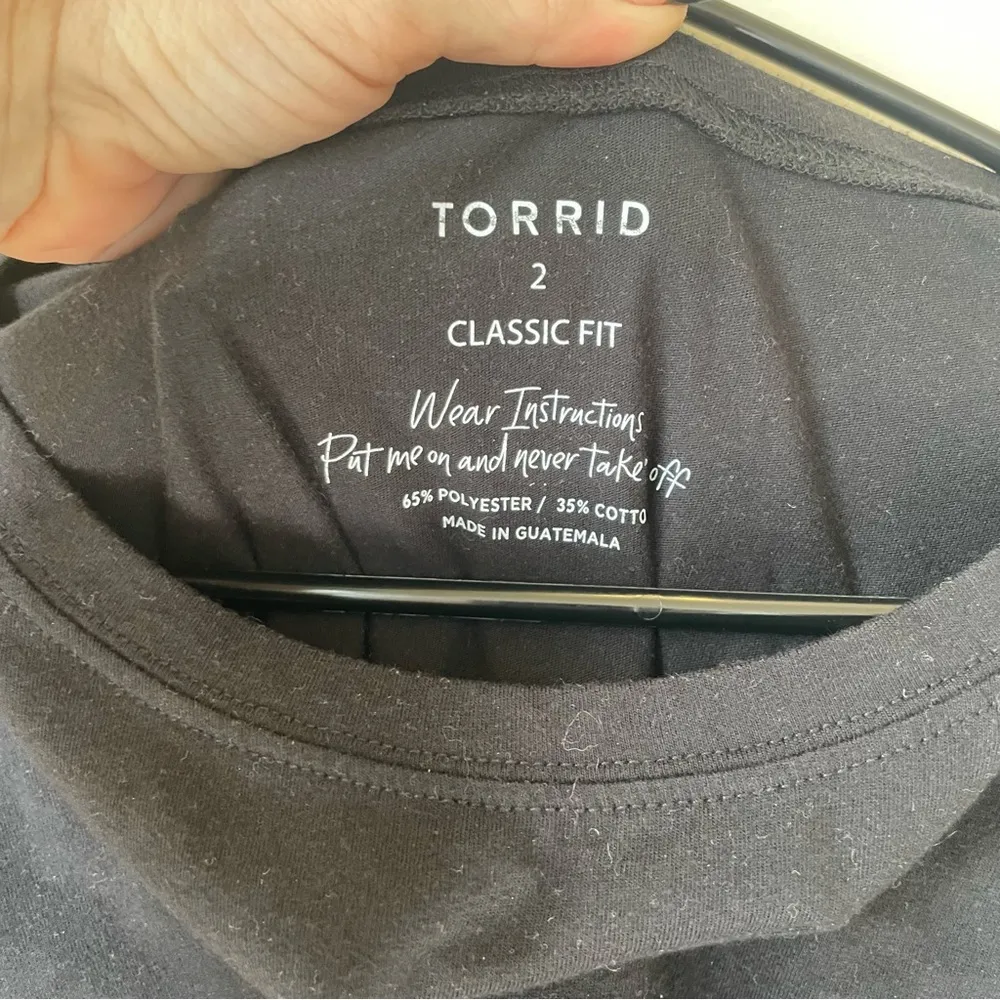 TORRID
2
CLASSIC FIT
Wear Instructions
Put me on and never take off
65% POLYESTER / 35% COTTO
MADE IN GUATEMALA